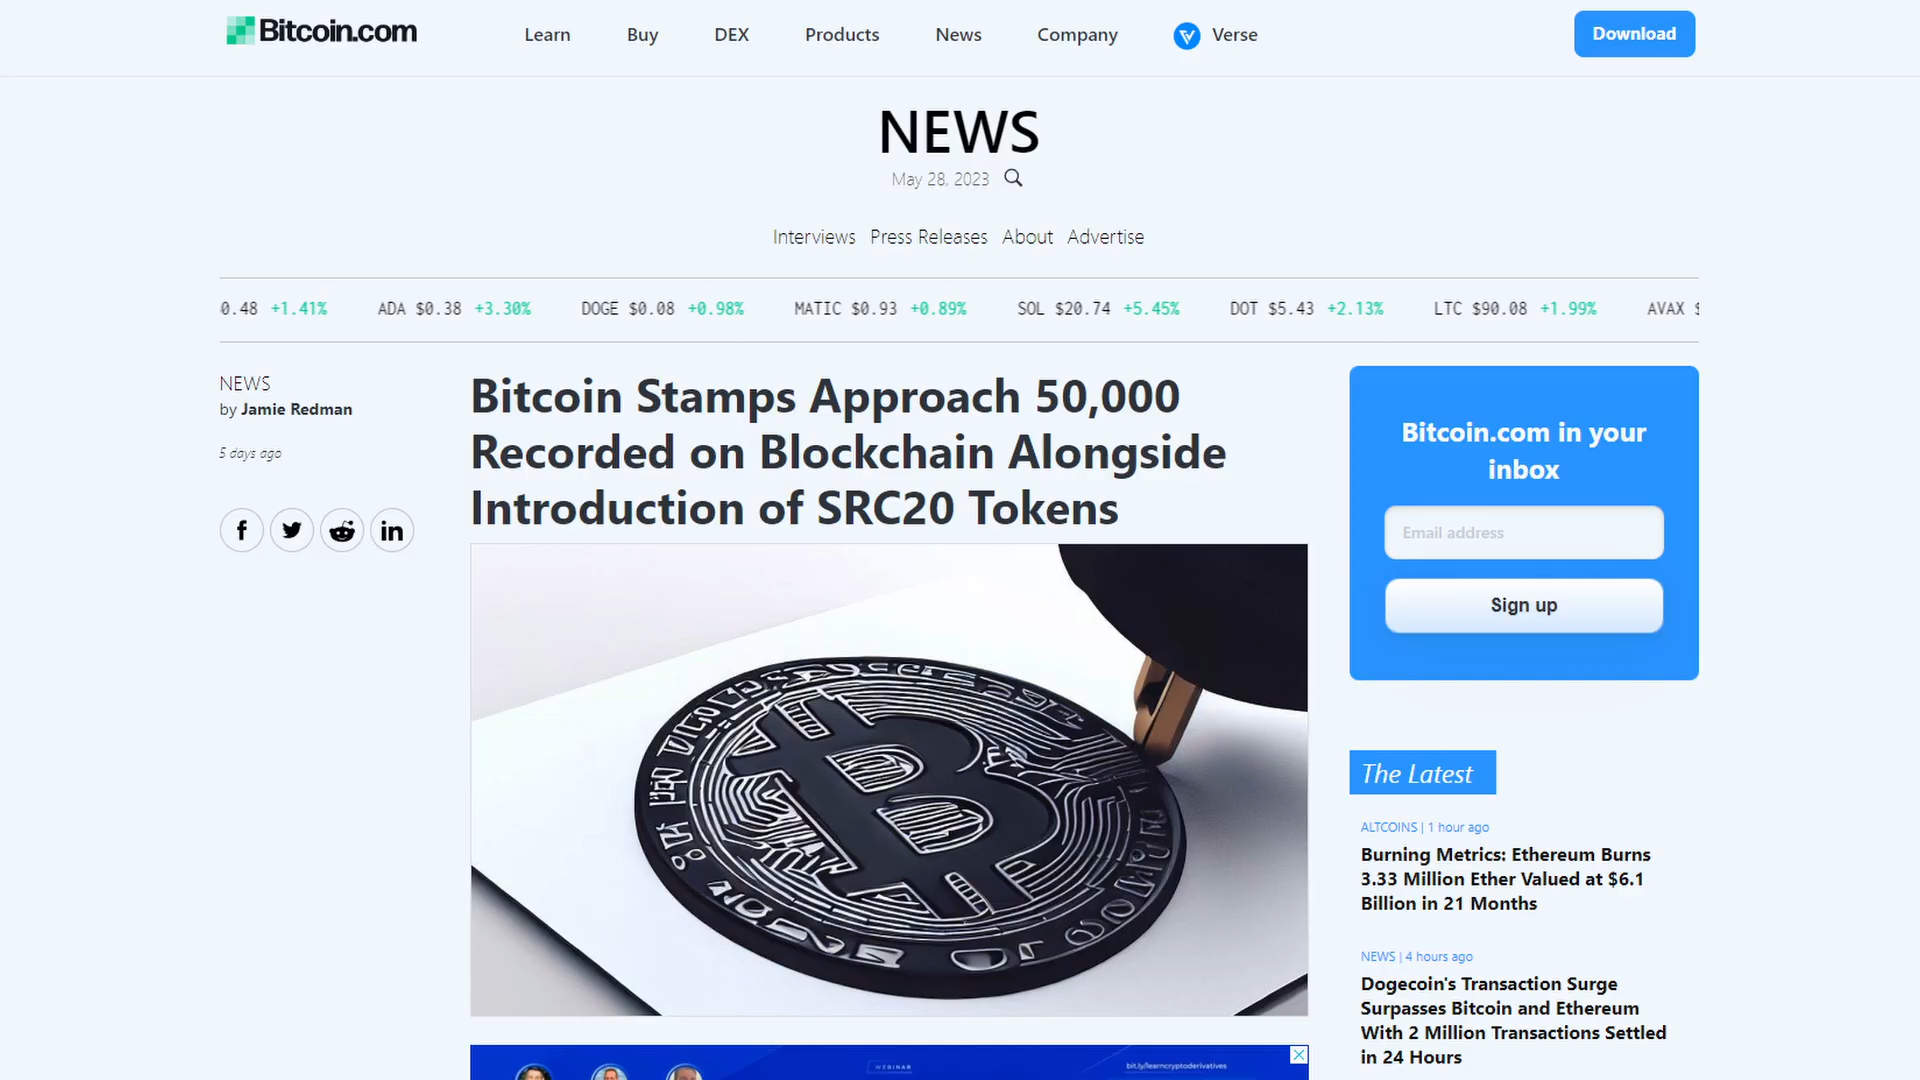 Bitcoin.com
Learn Buy DEX Products News Company Verse
Download
NEWS
May 28, 2023
Interviews Press Releases About Advertise
0.48 +1.41% ADA $0.38 +3.30% DOGE $0.08 +0.98% MATIC $0.93 +0.89% SOL $20.74 +5.45% DOT $5.43 +2.13% LTC $90.08 +1.99% AVAX $
NEWS
by Jamie Redman
5 days ago
Bitcoin Stamps Approach 50,000
Recorded on Blockchain Alongside
Introduction of SRC20 Tokens
Bitcoin.com in your
inbox
Email address
Sign up
The Latest
ALTCOINS | 1 hour ago
Burning Metrics: Ethereum Burns
3.33 Million Ether Valued at $6.1
Billion in 21 Months
NEWS | 4 hours ago
Dogecoin's Transaction Surge
Surpasses Bitcoin and Ethereum
With 2 Million Transactions Settled
in 24 Hours
WEBINAR
bit.ly/learncryptoderivatives